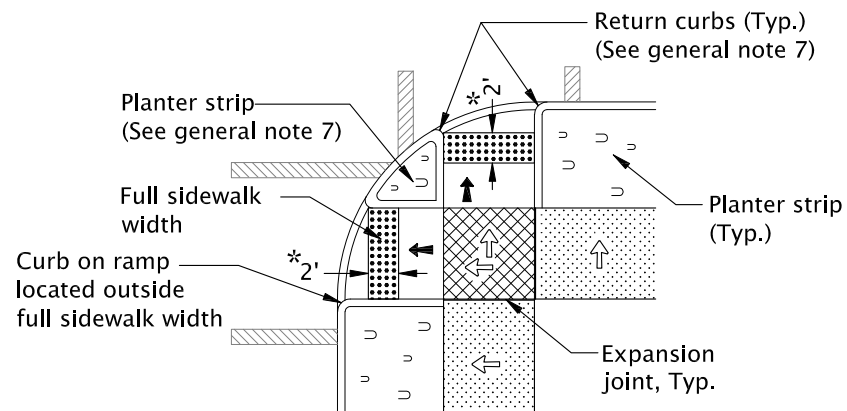 Return curbs (Typ.)
(See general note 7)
*2'
Planter strip
(See general note 7)
Full sidewalk
width
Planter strip
(Typ.)
*2'
Curb on ramp
located outside
full sidewalk width
Expansion
joint, Typ.